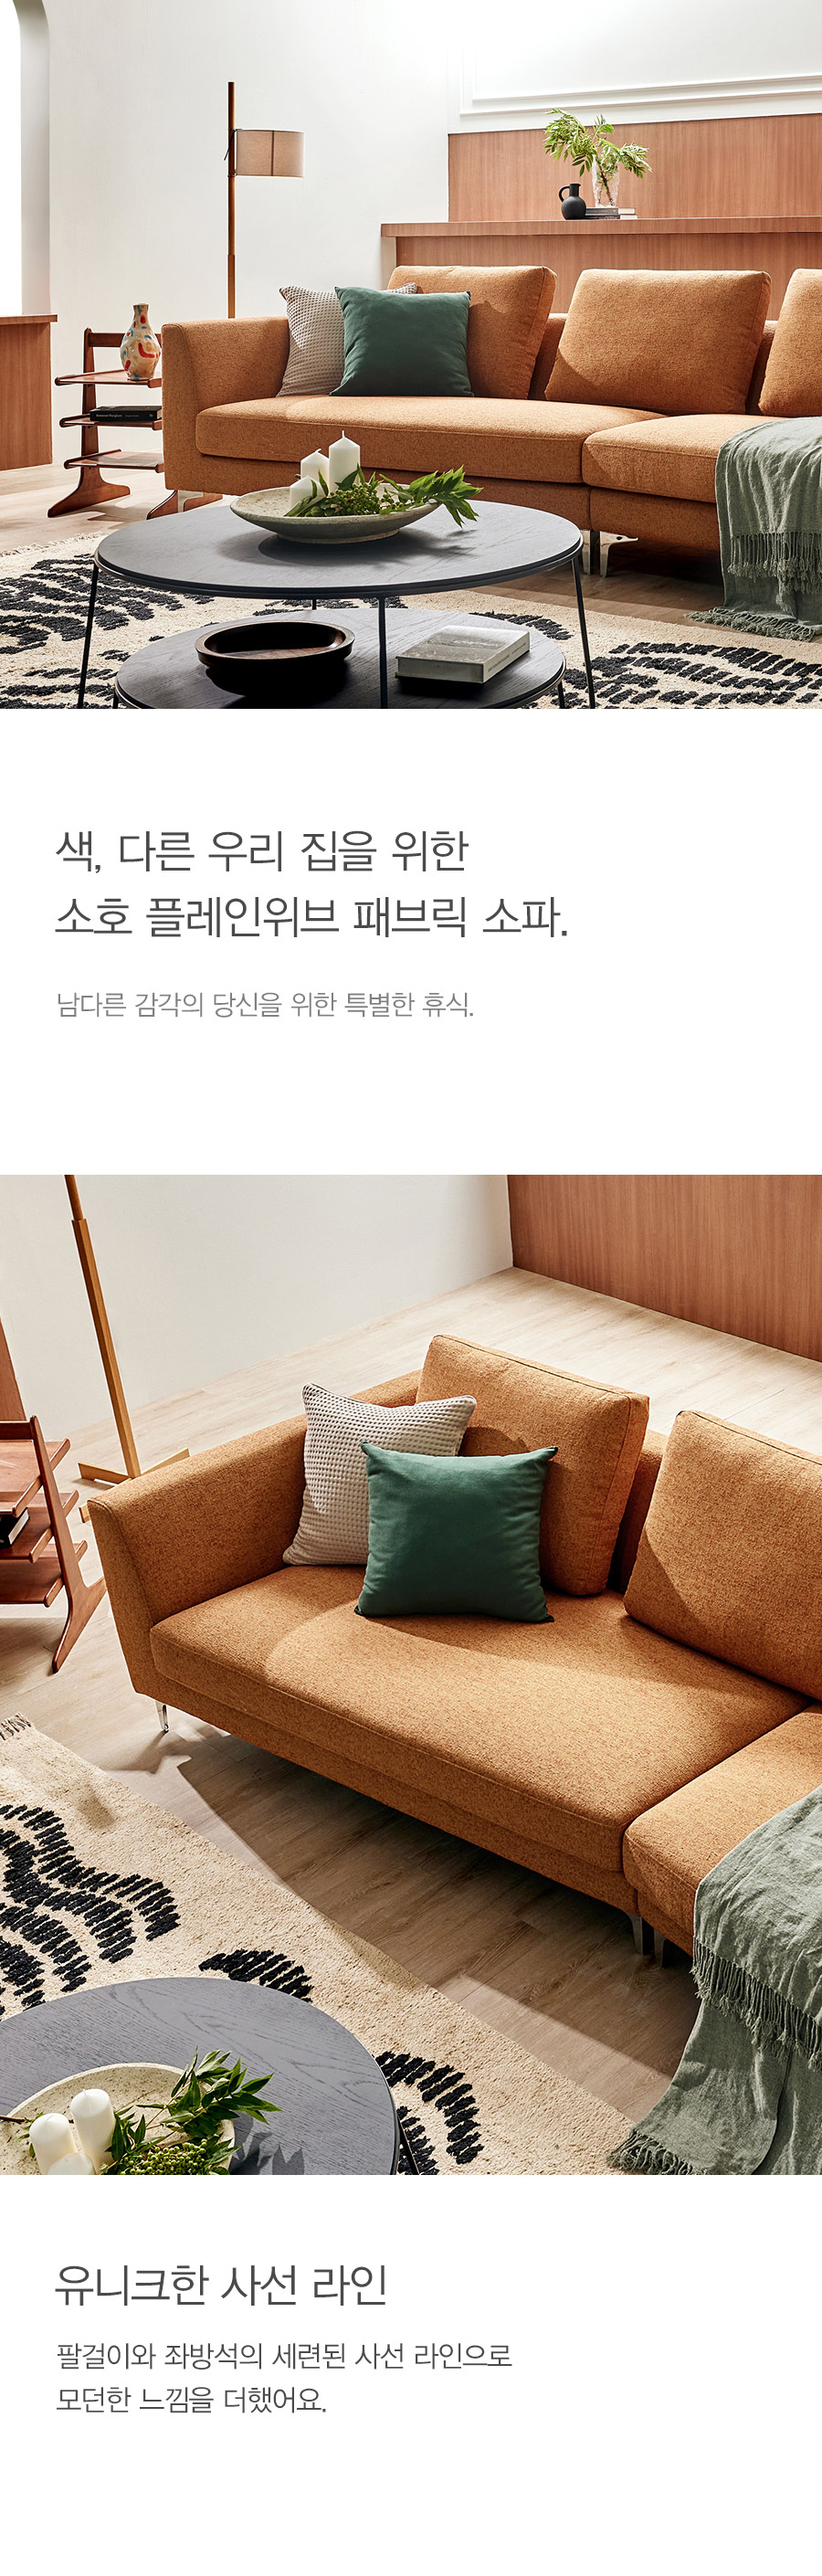 색, 다른 우리 집을 위한
소호 플레인위브 패브릭 소파.
남다른 감각의 당신을 위한 특별한 휴식.
유니크한 사선 라인
팔걸이와 좌방석의 세련된 사선 라인으로
모던한 느낌을 더했어요.